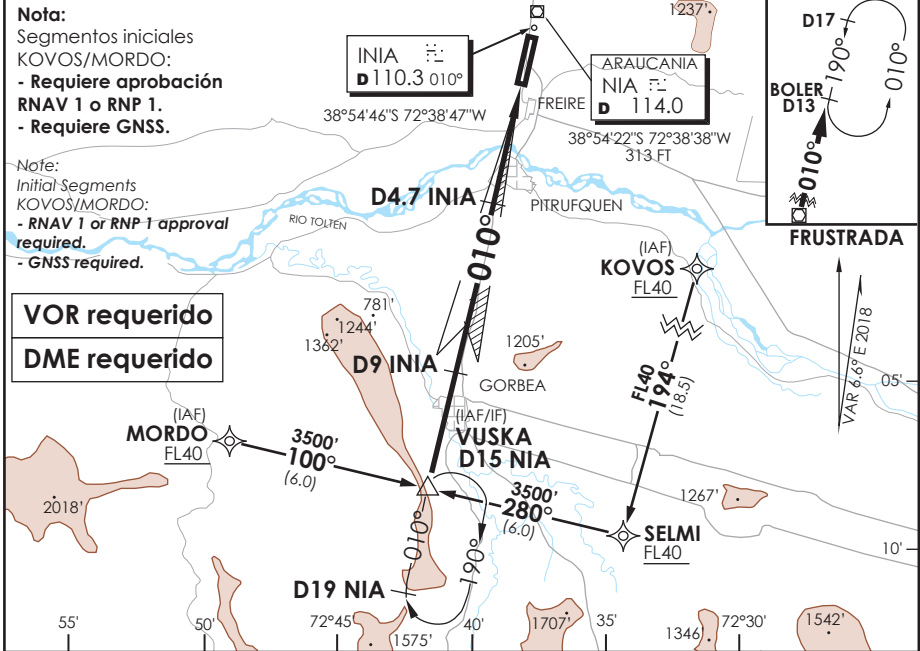 Nota:
Segmentos iniciales
KOVOS/MORDO:
- Requiere aprobación
RNAV 1 o RNP 1.
- Requiere GNSS.
Note:
Initial Segments
KOVOS/MORDO:
- RNAV 1 or RNP 1 approval
required.
- GNSS required.
VOR requerido
DME requerido
INIA
D 110.3 010°
38°54'46"S 72°38'47"W
ARAUCANIA
NIA
D 114.0
38°54'22"S 72°38'38"W
313 FT
1237'
FREIRE
D17
190°
010°
BOLER
D13
010°
FRUSTRADA
D4.7 INIA
PITRUFQUEN
RIO TOLTEN
010°
(IAF)
KOVOS
FL40
VAR 6.6° E 2018
781'
1244'
1362'
1205'
D9 INIA
GORBEA
FL40
194°
(18.5)
05'
(IAF)
MORDO
FL40
3500'
100°
(6.0)
(IAF/IF)
VUSKA
D15 NIA
3500'
280°
(6.0)
1267'
SELMI
FL40
2018'
010°
190°
10'
D19 NIA
55'
50'
72°45'
1575'
40'
1707'
35'
1346'
72°30'
1542'